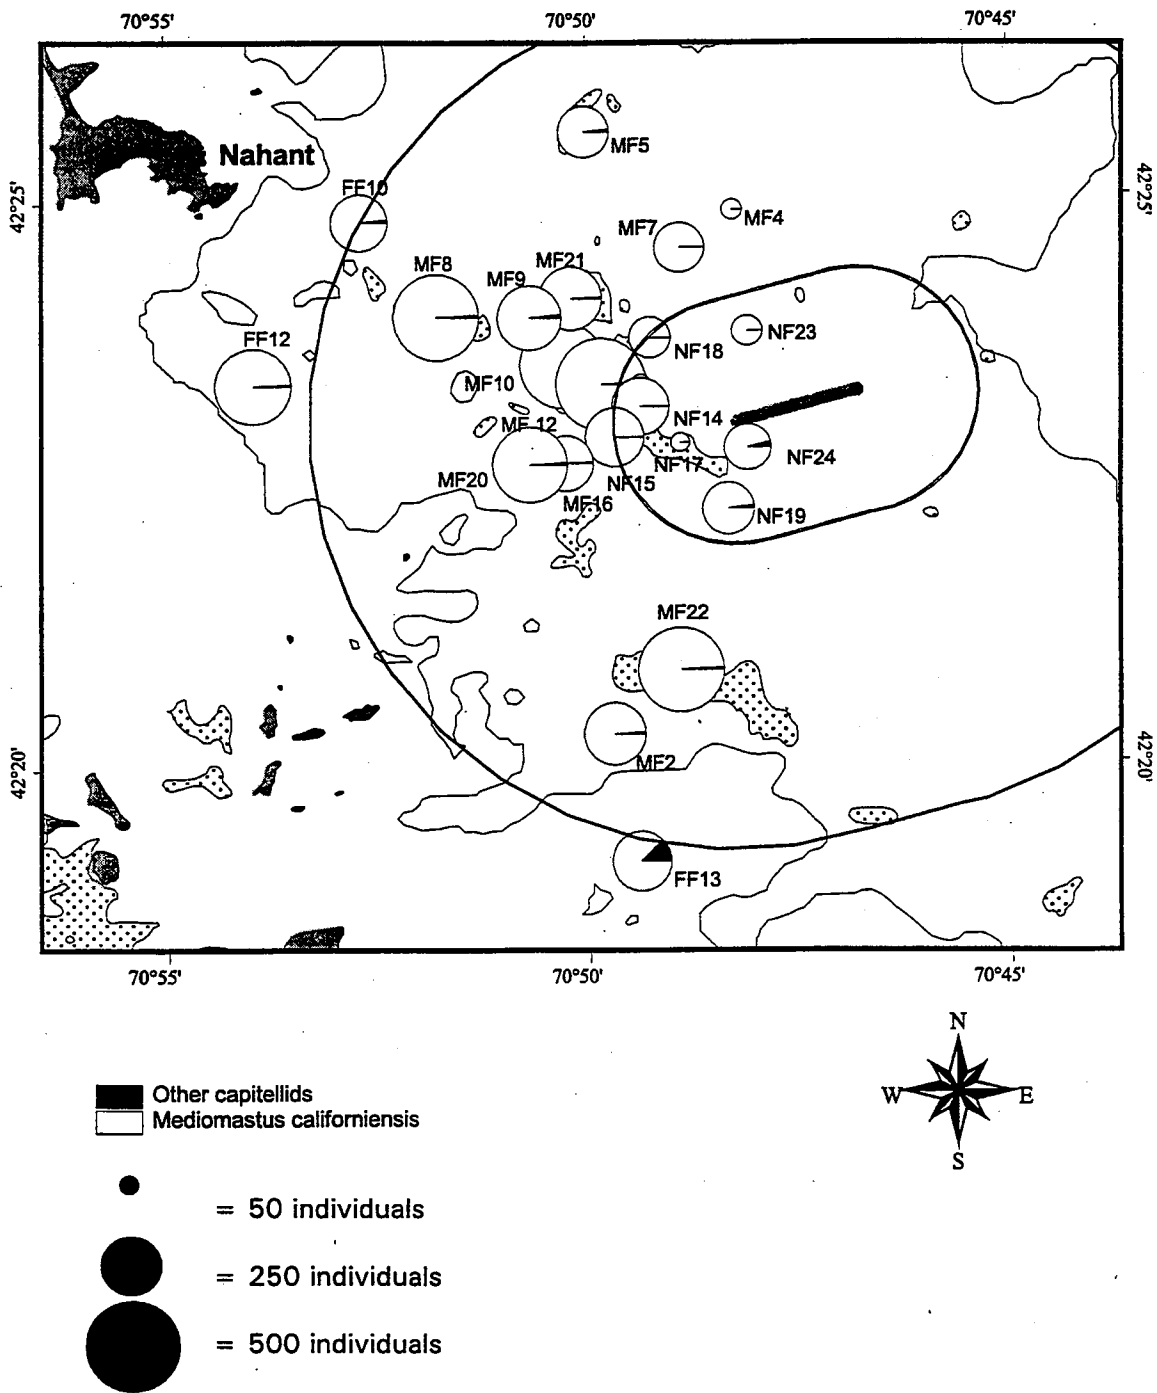 70°55' 70°50' 70°45'
42°25' 42°25'
Nahant
MF5
FF10
MF4
MF7
MF21
MF8
MF9
NF23
NF18
FF12
MF10
NF14
MF 12
NF17
NF24
MF20
NF15
MF16
NF19
MF22
MF2
42°20' 42°20'
FF13
70°55' 70°50' 70°45'
N
W E
S
Other capitellids
Mediomastus californiensis
= 50 individuals
= 250 individuals
= 500 individuals